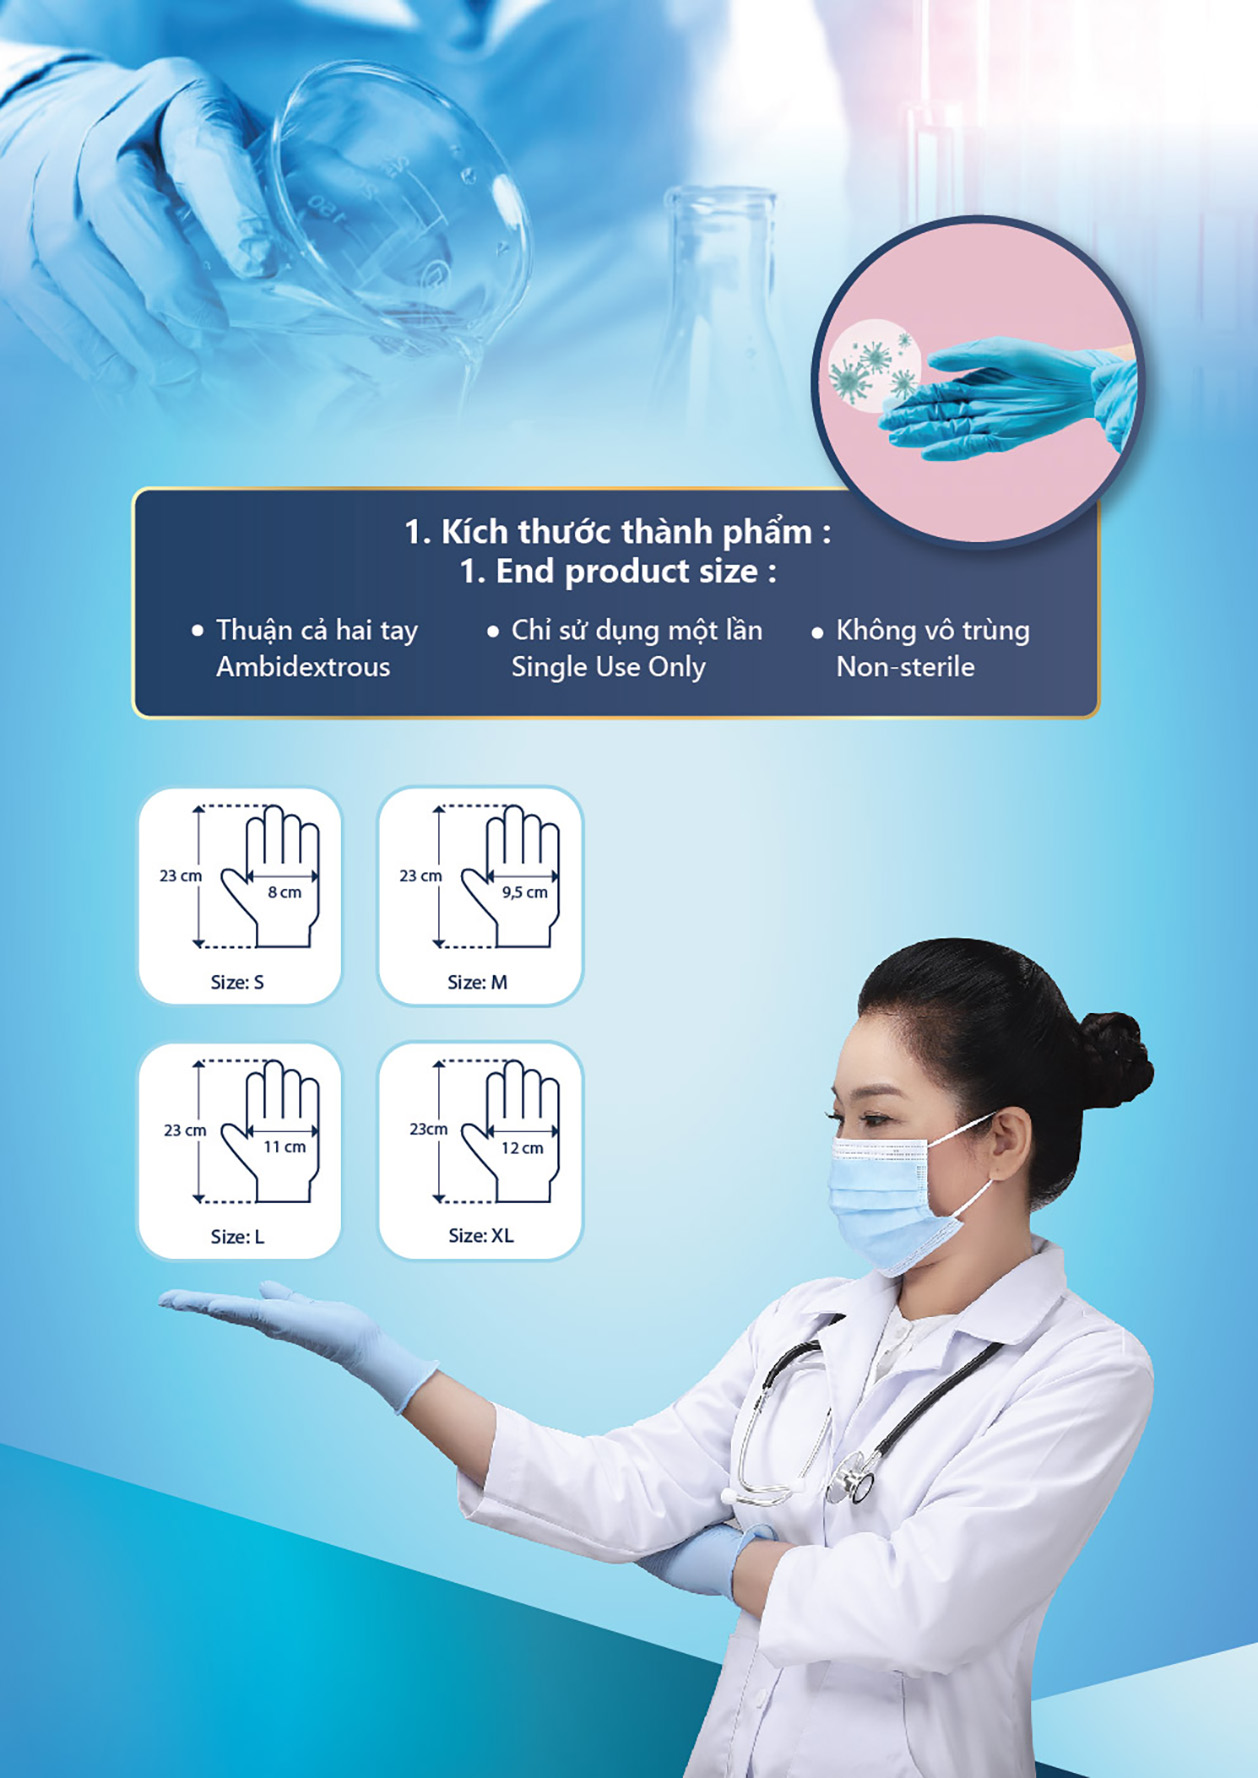 1. Kích thước thành phẩm :
1. End product size :
• Thuận cả hai tay
Ambidextrous
• Chỉ sử dụng một lần
Single Use Only
• Không vô trùng
Non-sterile
23 cm
8 cm
Size: S
23 cm
9,5 cm
Size: M
23 cm
11 cm
Size: L
23cm
12 cm
Size: XL